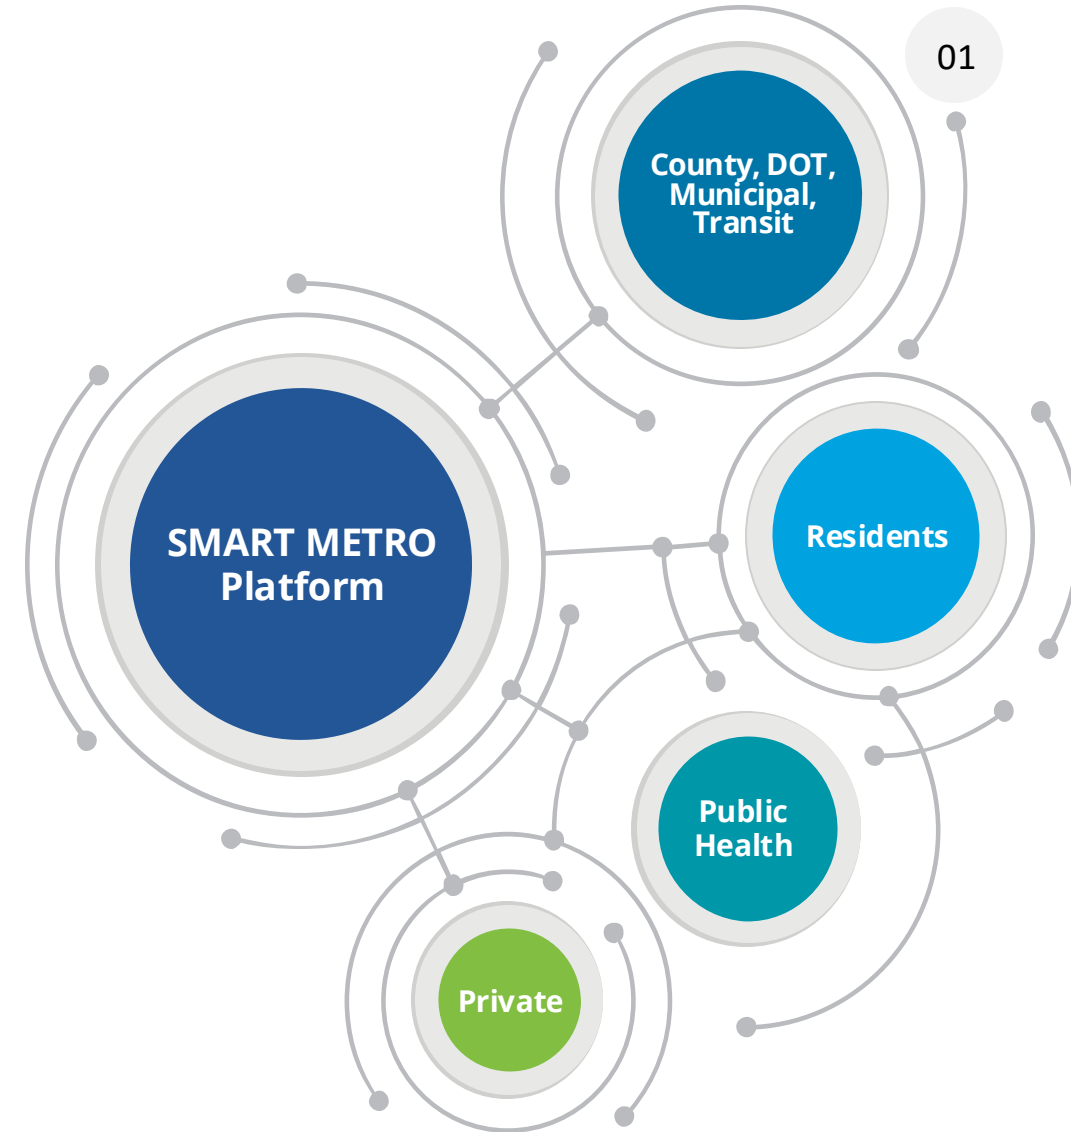 01
County, DOT,
Municipal,
Transit
SMART METRO
Platform
Residents
Public
Health
Private